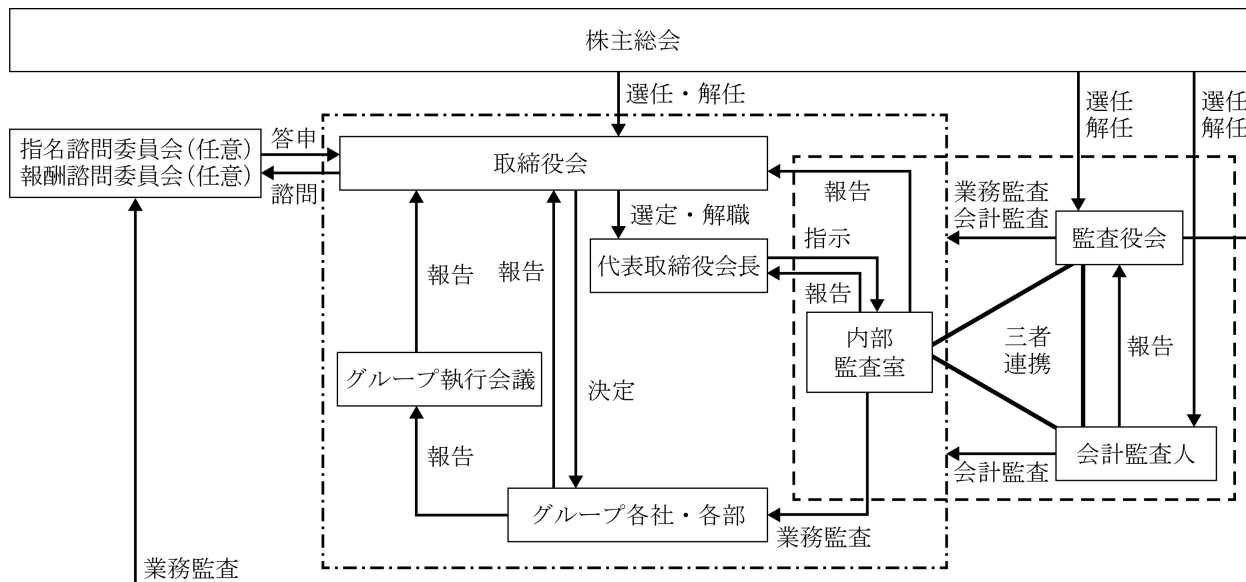 株主総会
選任・解任
選任
解任
選任
解任
指名諮問委員会(任意)
報酬諮問委員会(任意)
答申
諮問
取締役会
報告
業務監査
会計監査
監査役会
選定・解職
代表取締役会長
指示
報告
報告
報告
内部
監査室
三者
連携
報告
グループ執行会議
決定
報告
会計監査人
会計監査
グループ各社・各部
業務監査
業務監査